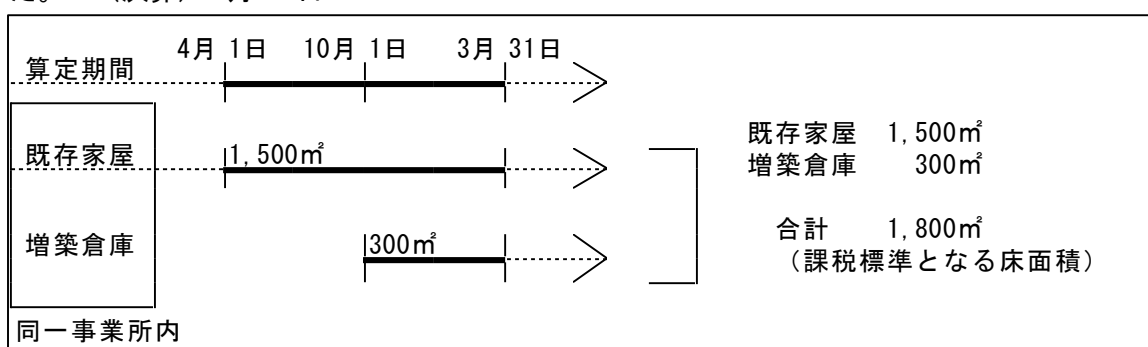 4月 1日 10月 1日 3月 31日
算定期間
既存家屋 1,500㎡
増築倉庫 300㎡
同一事業所内
既存家屋 1,500㎡
増築倉庫 300㎡
合計 1,800㎡
(課税標準となる床面積)